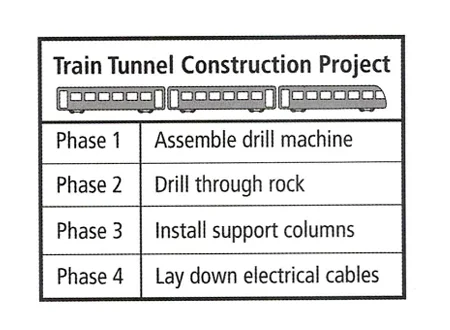 Train Tunnel Construction Project
Phase 1 Assemble drill machine
Phase 2 Drill through rock
Phase 3 Install support columns
Phase 4 Lay down electrical cables